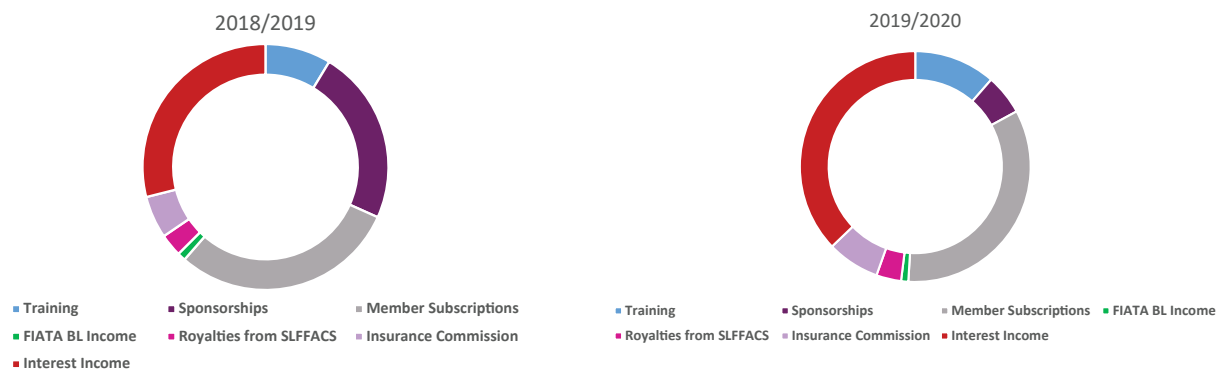 2018/2019
Training Sponsorships Member Subscriptions
FIATA BL Income Royalties from SLFFACS Insurance Commission
Interest Income
2019/2020
Training Sponsorships Member Subscriptions FIATA BL Income
Royalties from SLFFACS Insurance Commission Interest Income